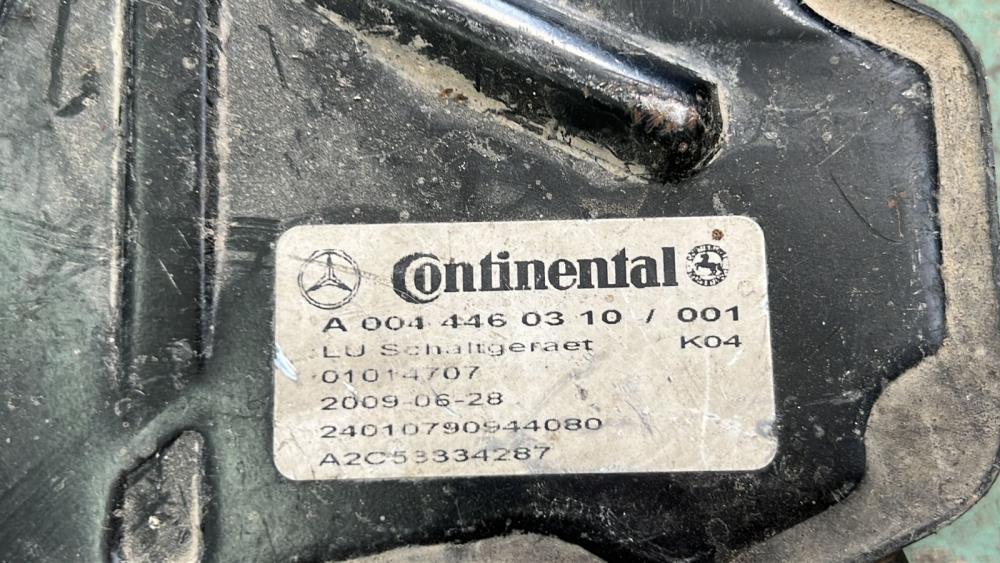 Continental
A 004 446 03 10 / 001
LU Schaltgeraet K04
01014707
2009-06-28
24010790944080
A2C53334287